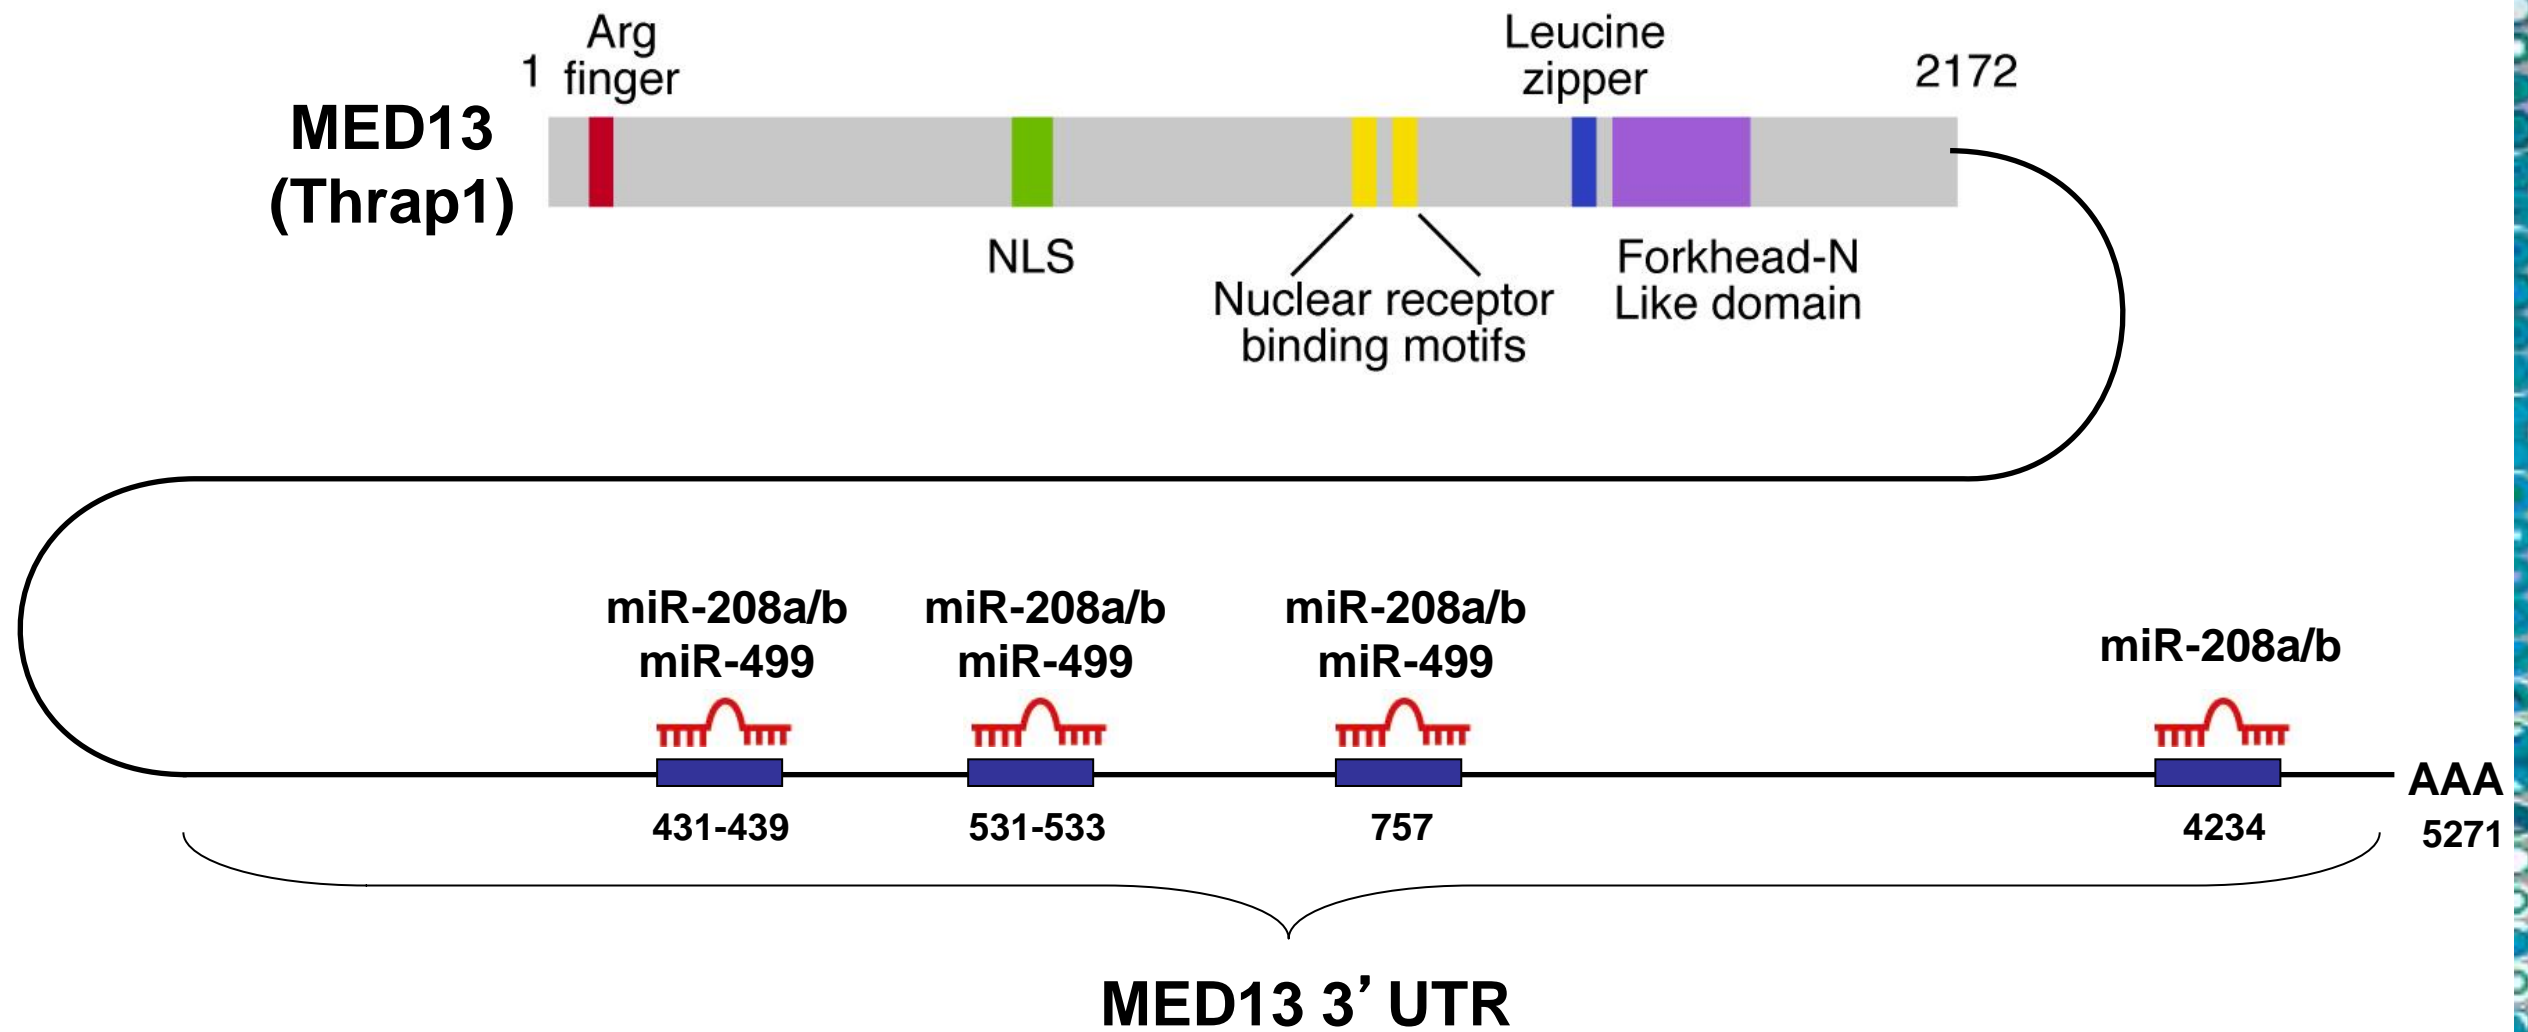 Arg
finger
1
Leucine
zipper
2172
MED13
(Thrap1)
NLS
Nuclear receptor
binding motifs
Forkhead-N
Like domain
miR-208a/b
miR-499
miR-208a/b
miR-499
miR-208a/b
miR-499
miR-208a/b
431-439
531-533
757
4234
AAA
5271
MED13 3’ UTR